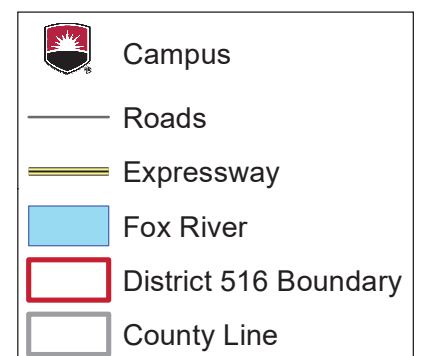 Campus
Roads
Expressway
Fox River
District 516 Boundary
County Line